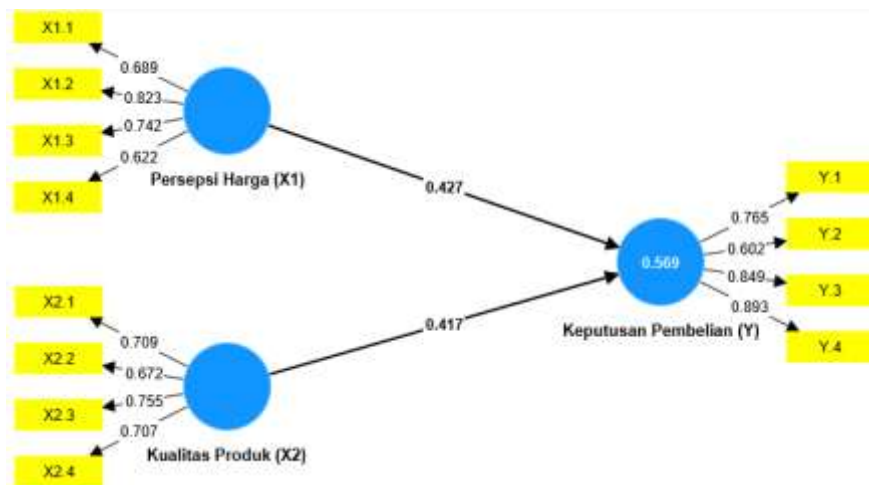 X1.1
0.689
X1.2
0.823
X1.3
0.742
0.622
X1.4
Persepsi Harga (X1)
0.427
Y.1
0.765
Y.2
0.602
0.569
0.849
Y.3
0.893
Y.4
Keputusan Pembelian (Y)
0.417
X2.1
0.709
X2.2
0.672
0.755
X2.3
0.707
X2.4
Kualitas Produk (X2)